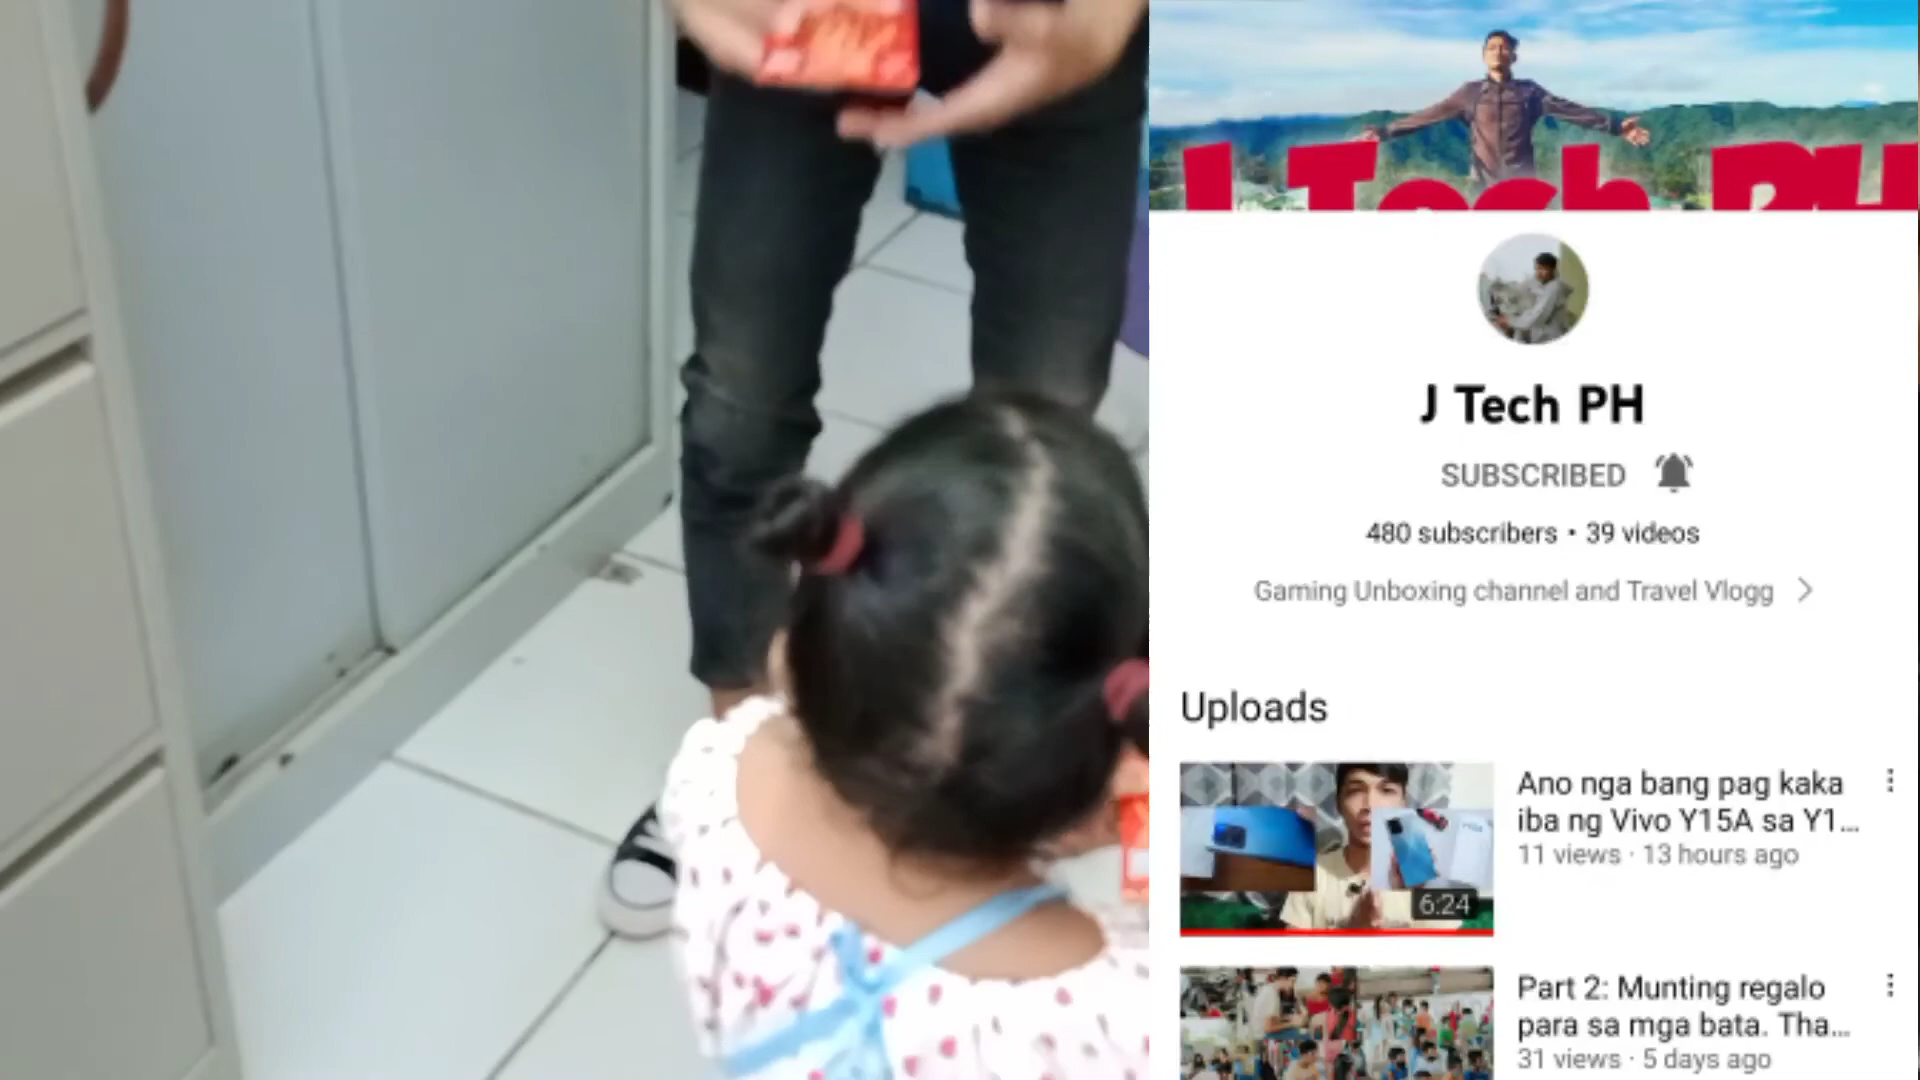 J Tech PH
J Tech PH
SUBSCRIBED
480 subscribers • 39 videos
Gaming Unboxing channel and Travel Vlogg
Uploads
Ano nga bang pag kaka
iba ng Vivo Y15A sa Y1...
11 views · 13 hours ago
6:24
Part 2: Munting regalo
para sa mga bata. Tha...
31 views · 5 days ago